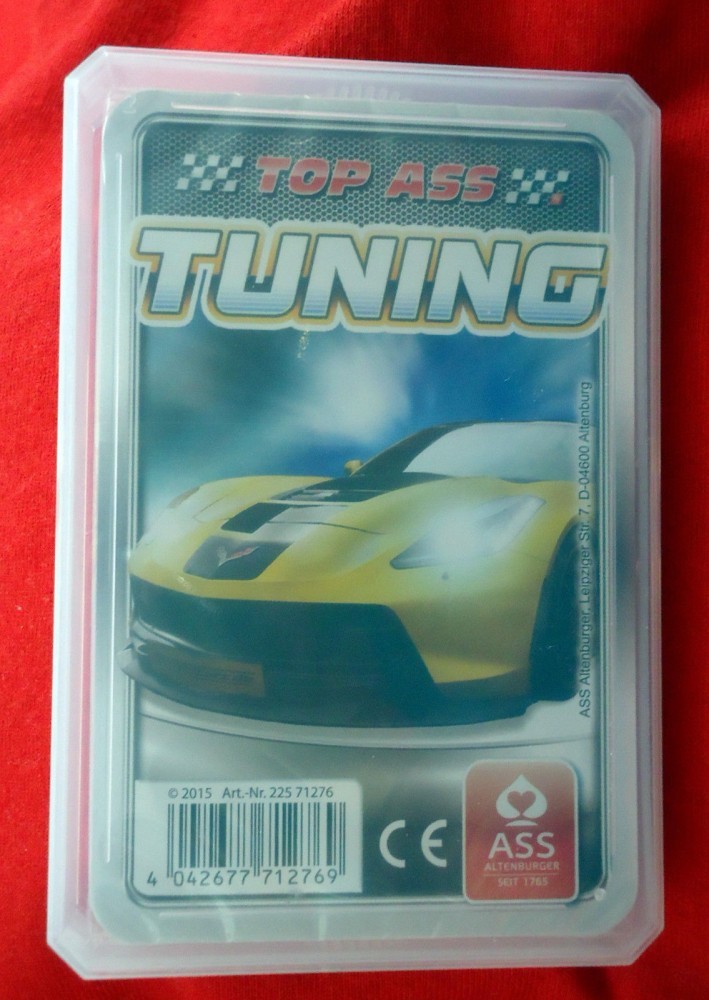 TOP ASS
TUNING
ASS Altenburger, Leipziger Str. 7, D-04600 Altenburg
© 2015 Art.-Nr. 225 71276
4 042677 712769
CE
ASS
ALTENBURGER
SEIT 1765